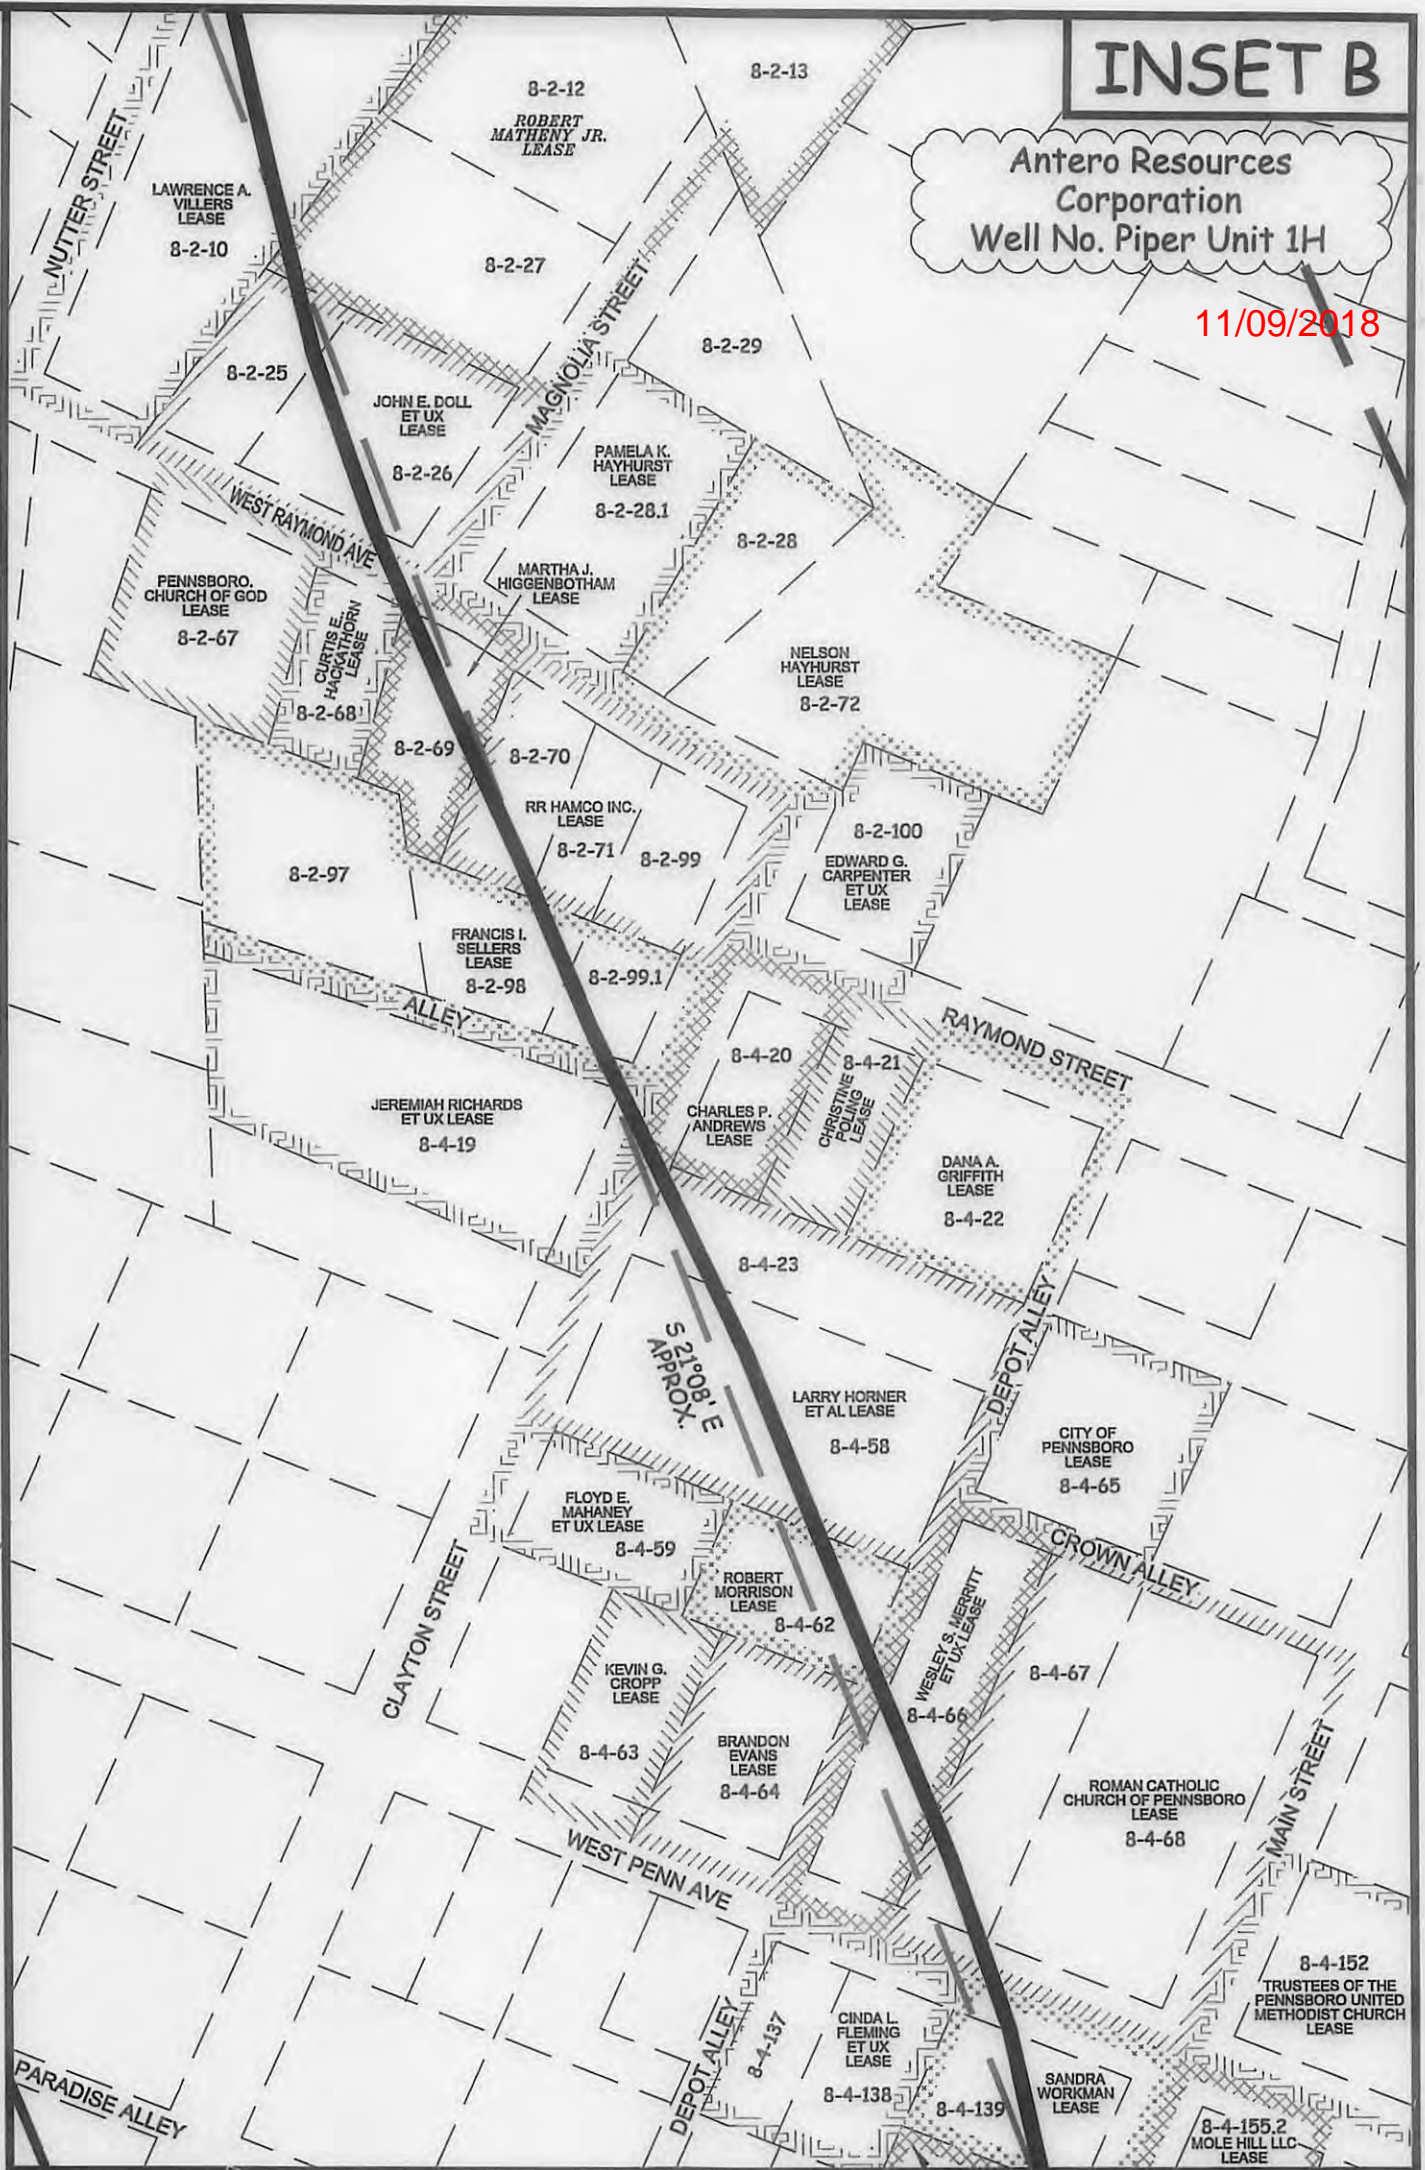 INSET B
Antero Resources
Corporation
Well No. Piper Unit 1H
11/09/2018
8-2-12
ROBERT
MATHENY JR.
LEASE
8-2-13
NUTTER STREET
LAWRENCE A.
VILLERS
LEASE
8-2-10
8-2-27
MAGNOLIA STREET
8-2-29
8-2-25
JOHN E. DOLL
ET UX
LEASE
8-2-26
PAMELA K.
HAYHURST
LEASE
8-2-28.1
8-2-28
WEST RAYMOND AVE
MARTHA J.
HIGGENBOTHAM
LEASE
PENNSBORO.
CHURCH OF GOD
LEASE
8-2-67
CURTIS E.
HACKATHORN
LEASE
8-2-68
NELSON
HAYHURST
LEASE
8-2-72
8-2-69
8-2-70
RR HAMCO INC.
LEASE
8-2-71
8-2-99
8-2-100
EDWARD G.
CARPENTER
ET UX
LEASE
8-2-97
FRANCIS I.
SELLERS
LEASE
8-2-98
8-2-99.1
ALLEY
RAYMOND STREET
8-4-20
8-4-21
CHARLES P.
ANDREWS
LEASE
CHRISTINE
POLING
LEASE
JEREMIAH RICHARDS
ET UX LEASE
8-4-19
DANA A.
GRIFFITH
LEASE
8-4-22
8-4-23
S 21°08' E
APPROX.
DEPOT ALLEY
LARRY HORNER
ET AL LEASE
8-4-58
CITY OF
PENNSBORO
LEASE
8-4-65
FLOYD E.
MAHANEY
ET UX LEASE
8-4-59
CROWN ALLEY
CLAYTON STREET
ROBERT
MORRISON
LEASE
8-4-62
WESLEY S. MERRITT
ET UX LEASE
8-4-66
8-4-67
KEVIN G.
CROPP
LEASE
8-4-63
BRANDON
EVANS
LEASE
8-4-64
ROMAN CATHOLIC
CHURCH OF PENNSBORO
LEASE
8-4-68
MAIN STREET
WEST PENN AVE
8-4-152
TRUSTEES OF THE
PENNSBORO UNITED
METHODIST CHURCH
LEASE
DEPOT ALLEY
8-4-137
CINDA L.
FLEMING
ET UX
LEASE
8-4-138
8-4-139
SANDRA
WORKMAN
LEASE
PARADISE ALLEY
8-4-155.2
MOLE HILL LLC
LEASE